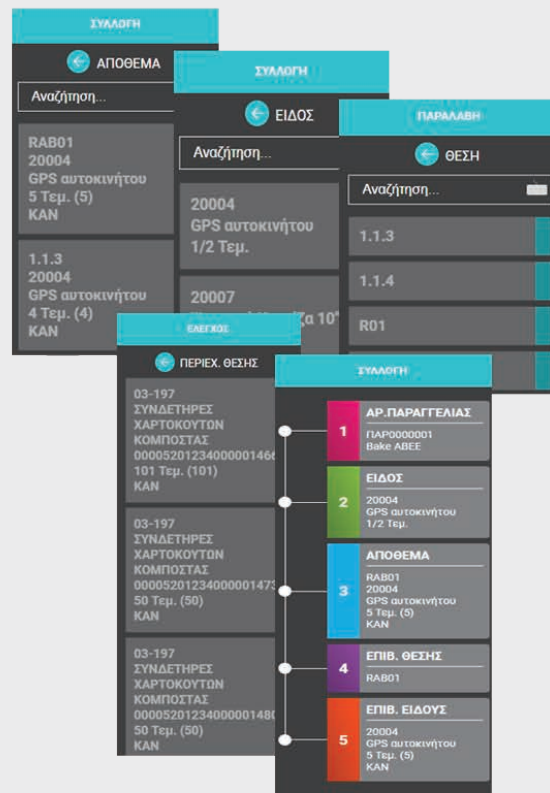 ΣΥΛΛΟΓΗ
ΑΠΟΘΕΜΑ
Αναζήτηση...
RAB01
20004
GPS αυτοκινήτου
5 Τεμ. (5)
ΚΑΝ
1.1.3
20004
GPS αυτοκινήτου
4 Τεμ. (4)
ΚΑΝ
ΣΥΛΛΟΓΗ
ΕΙΔΟΣ
Αναζήτηση...
20004
GPS αυτοκινήτου
1/2 Τεμ.
20007
10"
ΠΑΡΑΛΑΒΗ
ΘΕΣΗ
Αναζήτηση...
1.1.3
1.1.4
R01
ΕΛΕΓΧΟΣ
ΠΕΡΙΕΧ. ΘΕΣΗΣ
03-197
ΣΥΝΔΕΤΗΡΕΣ
ΧΑΡΤΟΚΟΥΤΩΝ
ΚΟΜΠΟΣΤΑΣ
00005201234000001466
101 Τεμ. (101)
ΚΑΝ
03-197
ΣΥΝΔΕΤΗΡΕΣ
ΧΑΡΤΟΚΟΥΤΩΝ
ΚΟΜΠΟΣΤΑΣ
00005201234000001473
50 Τεμ. (50)
ΚΑΝ
03-197
ΣΥΝΔΕΤΗΡΕΣ
ΧΑΡΤΟΚΟΥΤΩΝ
ΚΟΜΠΟΣΤΑΣ
00005201234000001480
50 Τεμ. (50)
ΚΑΝ
ΣΥΛΛΟΓΗ
1
ΑΡ.ΠΑΡΑΓΓΕΛΙΑΣ
ΠΑΡ0000001
Bake ΑΒΕΕ
2
ΕΙΔΟΣ
20004
GPS αυτοκινήτου
1/2 Τεμ.
3
ΑΠΟΘΕΜΑ
RAB01
20004
GPS αυτοκινήτου
5 Τεμ. (5)
ΚΑΝ
4
ΕΠΙΒ. ΘΕΣΗΣ
RAB01
5
ΕΠΙΒ. ΕΙΔΟΥΣ
20004
GPS αυτοκινήτου
5 Τεμ. (5)
ΚΑΝ